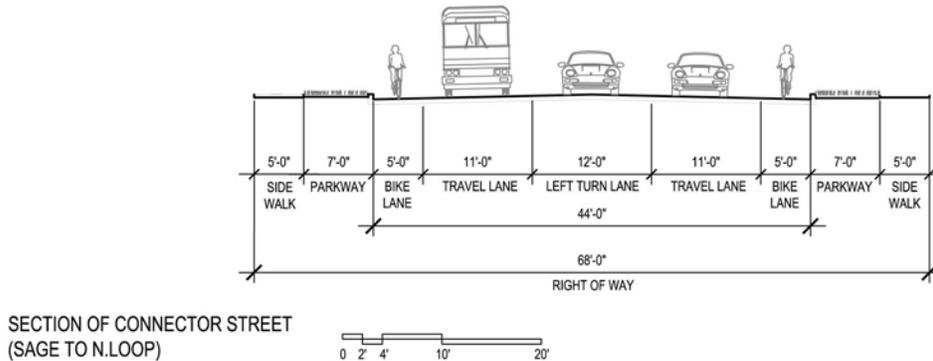 5'-0" 7'-0" 5'-0" 11'-0" 12'-0" 11'-0" 5'-0" 7'-0" 5'-0"
SIDE WALK PARKWAY BIKE LANE TRAVEL LANE LEFT TURN LANE TRAVEL LANE BIKE LANE PARKWAY SIDE WALK
44'-0"
68'-0"
RIGHT OF WAY
SECTION OF CONNECTOR STREET
(SAGE TO N.LOOP)
0 2' 4' 10' 20'